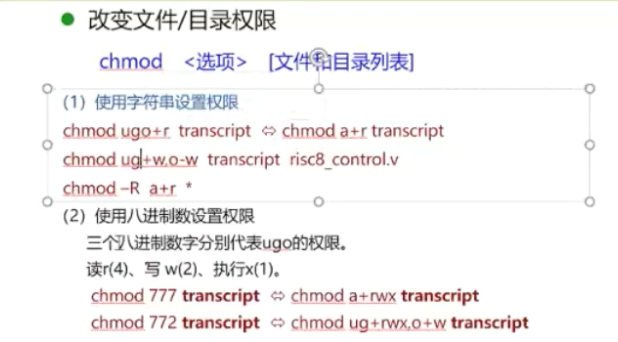 改变文件/目录权限
chmod <选项> [文件和目录列表]
(1) 使用字符串设置权限
chmod ugo+r transcript ⇔ chmod a+r transcript
chmod ug+w,o-w transcript risc8_control.v
chmod –R a+r *
(2) 使用八进制数设置权限
三个八进制数字分别代表ugo的权限。
读r(4)、写 w(2)、执行x(1)。
chmod 777 transcript ⇔ chmod a+rwx transcript
chmod 772 transcript ⇔ chmod ug+rwx,o+w transcript